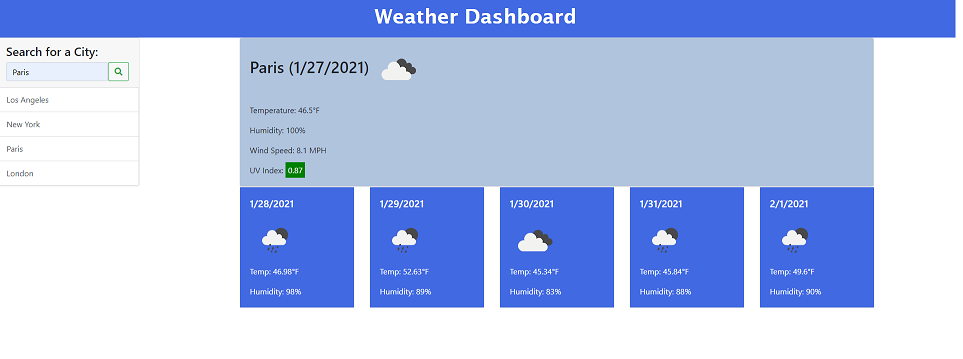 Weather Dashboard
Search for a City:
Paris
Los Angeles
New York
Paris
London
Paris (1/27/2021)
Temperature: 46.5°F
Humidity: 100%
Wind Speed: 8.1 MPH
UV Index: 0.87
1/28/2021
Temp: 46.98°F
Humidity: 98%
1/29/2021
Temp: 52.63°F
Humidity: 89%
1/30/2021
Temp: 45.34°F
Humidity: 83%
1/31/2021
Temp: 45.84°F
Humidity: 88%
2/1/2021
Temp: 49.6°F
Humidity: 90%